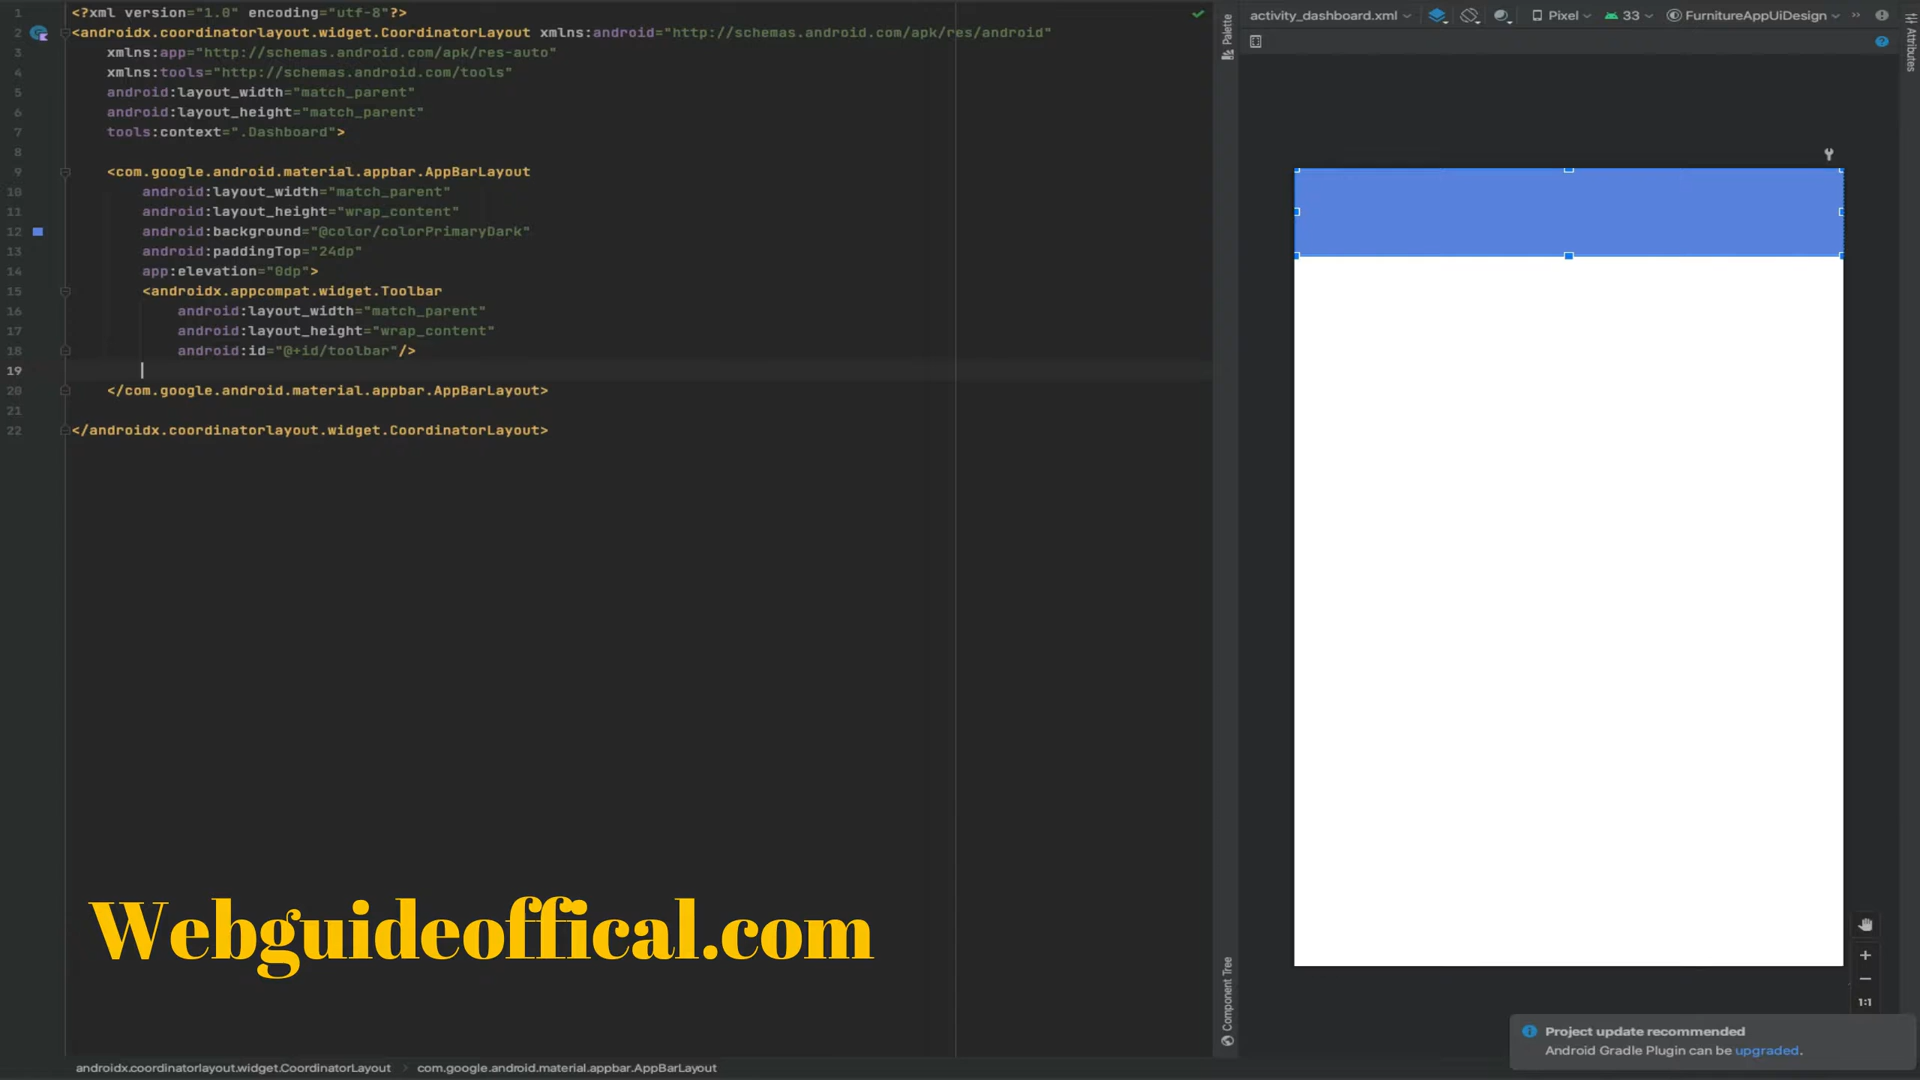 1 <?xml version="1.0" encoding="utf-8"?>
2 <androidx.coordinatorlayout.widget.CoordinatorLayout xmlns:android="http://schemas.android.com/apk/res/android"
3 xmlns:app="http://schemas.android.com/apk/res-auto"
4 xmlns:tools="http://schemas.android.com/tools"
5 android:layout_width="match_parent"
6 android:layout_height="match_parent"
7 tools:context=".Dashboard">
8
9 <com.google.android.material.appbar.AppBarLayout
10 android:layout_width="match_parent"
11 android:layout_height="wrap_content"
12 android:background="@color/colorPrimaryDark"
13 android:paddingTop="24dp"
14 app:elevation="0dp">
15 <androidx.appcompat.widget.Toolbar
16 android:layout_width="match_parent"
17 android:layout_height="wrap_content"
18 android:id="@+id/toolbar"/>
19
20 </com.google.android.material.appbar.AppBarLayout>
21
22 </androidx.coordinatorlayout.widget.CoordinatorLayout>
Webguideoffical.com
androidx.coordinatorlayout.widget.CoordinatorLayout > com.google.android.material.appbar.AppBarLayout
Palette
Component Tree
activity_dashboard.xml Pixel 33 FurnitureAppUiDesign »
Attributes
1:1
Project update recommended
Android Gradle Plugin can be upgraded.